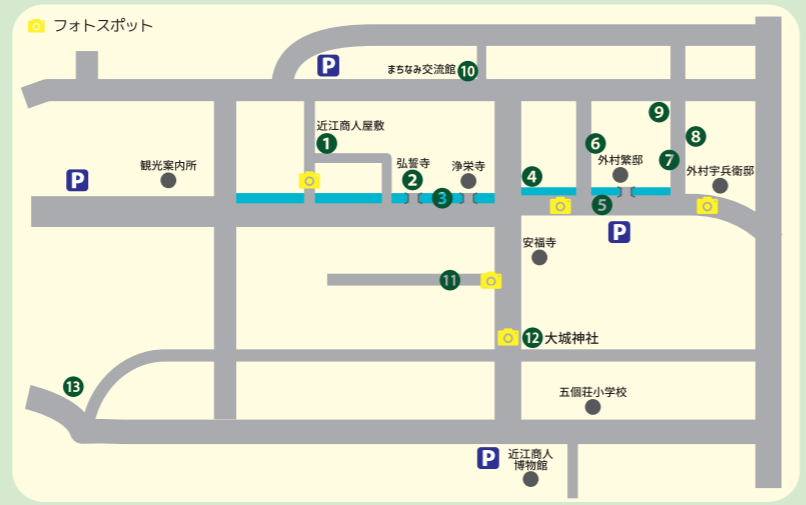 フォトスポット
P
まちなみ交流館 10
近江商人屋敷
1
9
8
6
観光案内所
弘誓寺
浄栄寺
外村繁邸
7
外村宇兵衛邸
P
2
4
3
5
P
安福寺
11
12 大城神社
13
五個荘小学校
P
近江商人
博物館